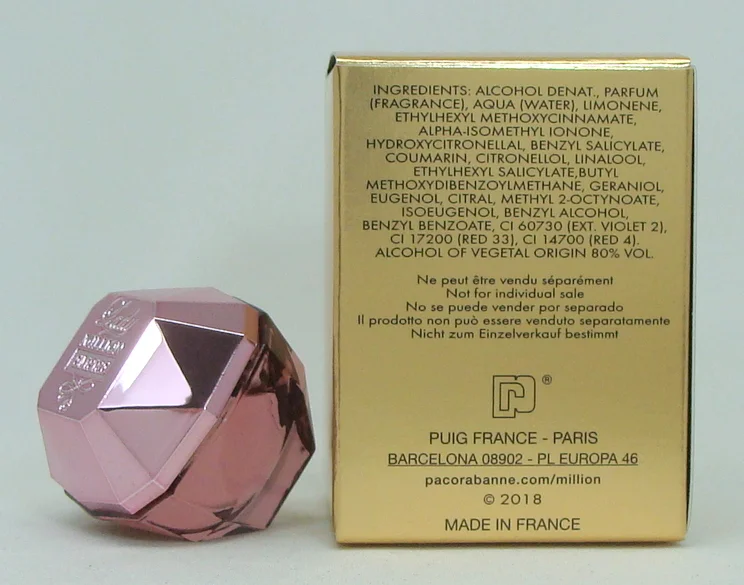 INGREDIENTS: ALCOHOL DENAT., PARFUM
(FRAGRANCE), AQUA (WATER), LIMONENE,
ETHYLHEXYL METHOXYCINNAMATE,
ALPHA-ISOMETHYL IONONE,
HYDROXYCITRONELLAL, BENZYL SALICYLATE,
COUMARIN, CITRONELLOL, LINALOOL,
ETHYLHEXYL SALICYLATE,BUTYL
METHOXYDIBENZOYLMETHANE, GERANIOL,
EUGENOL, CITRAL, METHYL 2-OCTYNOATE,
ISOEUGENOL, BENZYL ALCOHOL,
BENZYL BENZOATE, CI 60730 (EXT. VIOLET 2),
CI 17200 (RED 33), CI 14700 (RED 4).
ALCOHOL OF VEGETAL ORIGIN 80% VOL.
Ne peut être vendu séparément
Not for individual sale
No se puede vender por separado
Il prodotto non può essere venduto separatamente
Nicht zum Einzelverkauf bestimmt
®
PUIG FRANCE - PARIS
BARCELONA 08902 - PL EUROPA 46
pacorabanne.com/million
© 2018
MADE IN FRANCE
MILLION